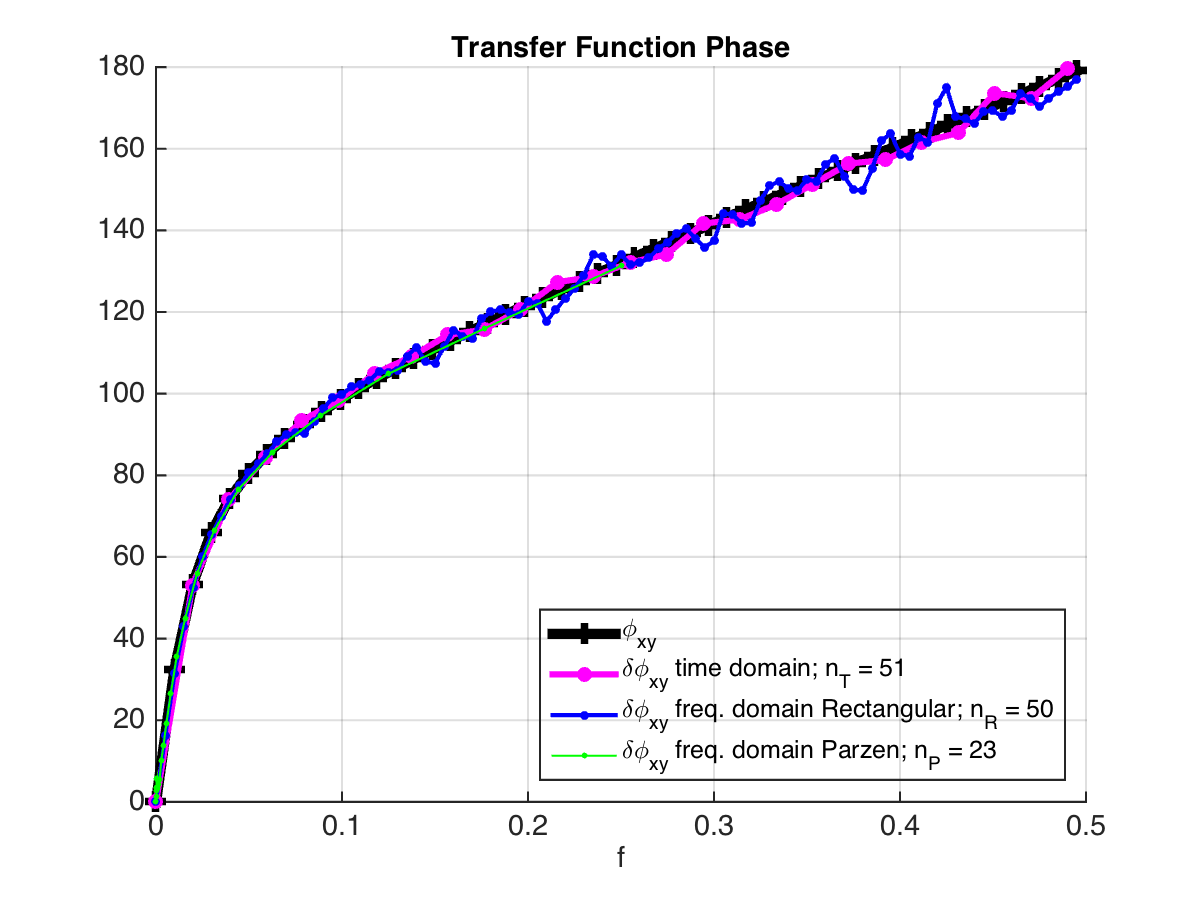 Transfer Function Phase
180
160
140
120
100
80
60
40
20
0
0 0.1 0.2 0.3 0.4 0.5
f
ϕxy
δϕxy time domain; nT = 51
δϕxy freq. domain Rectangular; nR = 50
δϕxy freq. domain Parzen; nP = 23